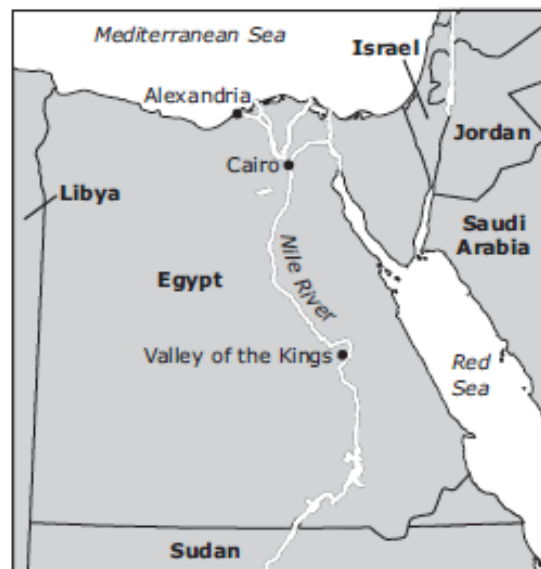 Mediterranean Sea
Israel
Alexandria
Jordan
Cairo
Libya
Saudi
Arabia
Nile River
Egypt
Valley of the Kings
Red
Sea
Sudan